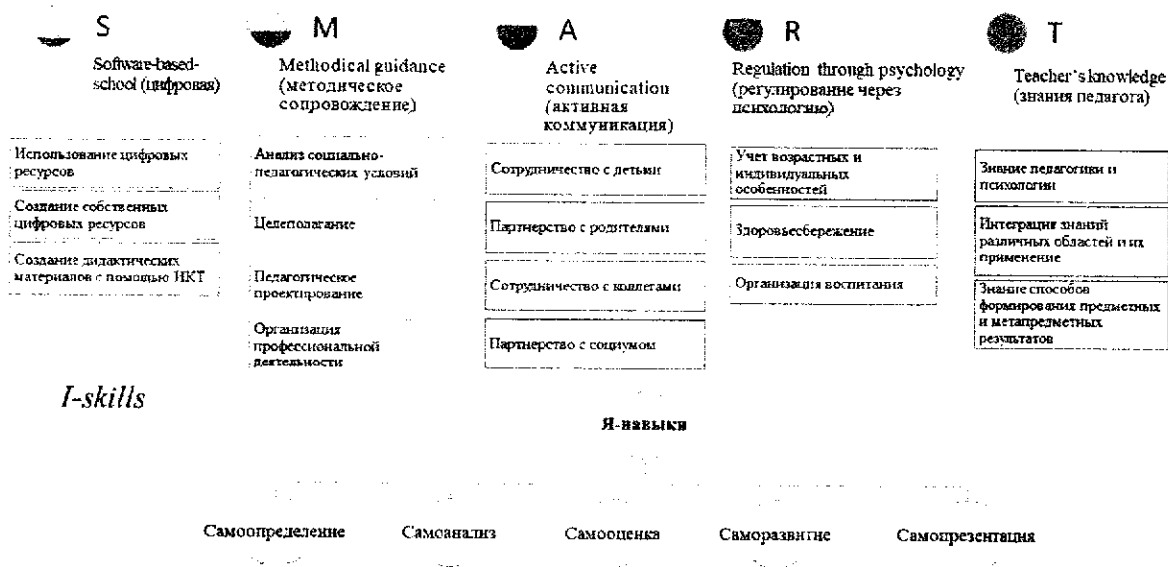 S
Software-based-
school (цифровая)
Использование цифровых
ресурсов
Создание собственных
цифровых ресурсов
Создание дидактических
материалов с помощью ИКТ
M
Methodical guidance
(методическое
сопровождение)
Анализ социально-
педагогических условий
Целеполагание
Педагогическое
проектирование
Организация
профессиональной
деятельности
A
Active
communication
(активная
коммуникация)
Сотрудничество с детьми
Партнерство с родителями
Сотрудничество с коллегами
Партнерство с социумом
R
Regulation through psychology
(регулирование через
психологию)
Учет возрастных и
индивидуальных
особенностей
Здоровьесбережение
Организация воспитания
T
Teacher's knowledge
(знания педагога)
Знание педагогики и
психологии
Интеграция знаний
различных областей и их
применение
Знание способов
формирования предметных
и метапредметных
результатов
I-skills
Я-навыки
Самоопределение
Самоанализ
Самооценка
Саморазвитие
Самопрезентация